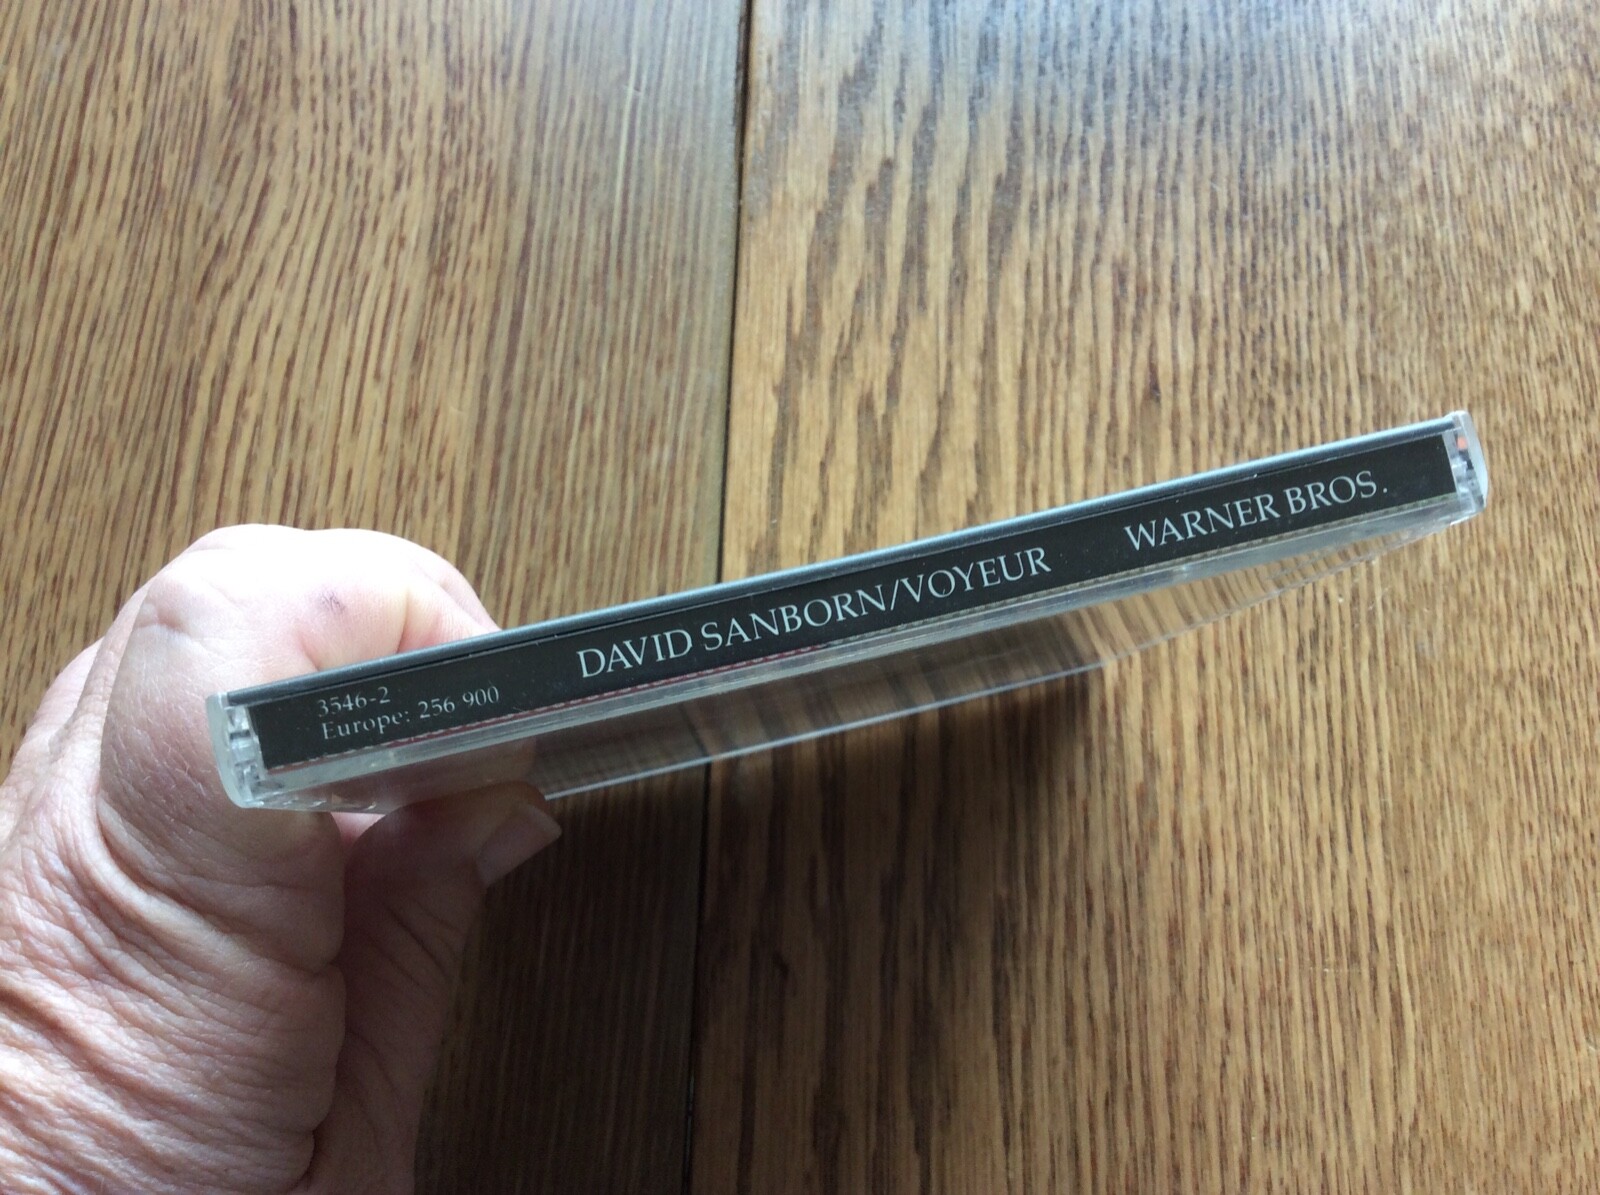 3546-2
Europe: 256 900
DAVID SANBORN/VOYEUR
WARNER BROS.